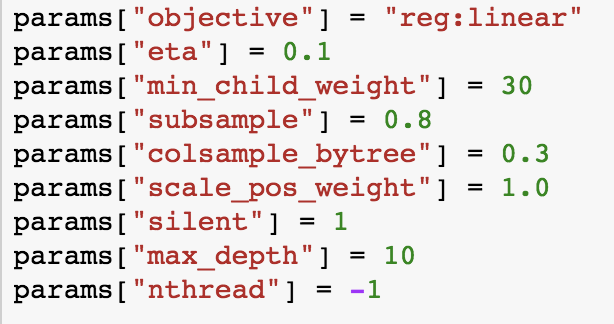 params["objective"] = "reg:linear"
params["eta"] = 0.1
params["min_child_weight"] = 30
params["subsample"] = 0.8
params["colsample_bytree"] = 0.3
params["scale_pos_weight"] = 1.0
params["silent"] = 1
params["max_depth"] = 10
params["nthread"] = -1